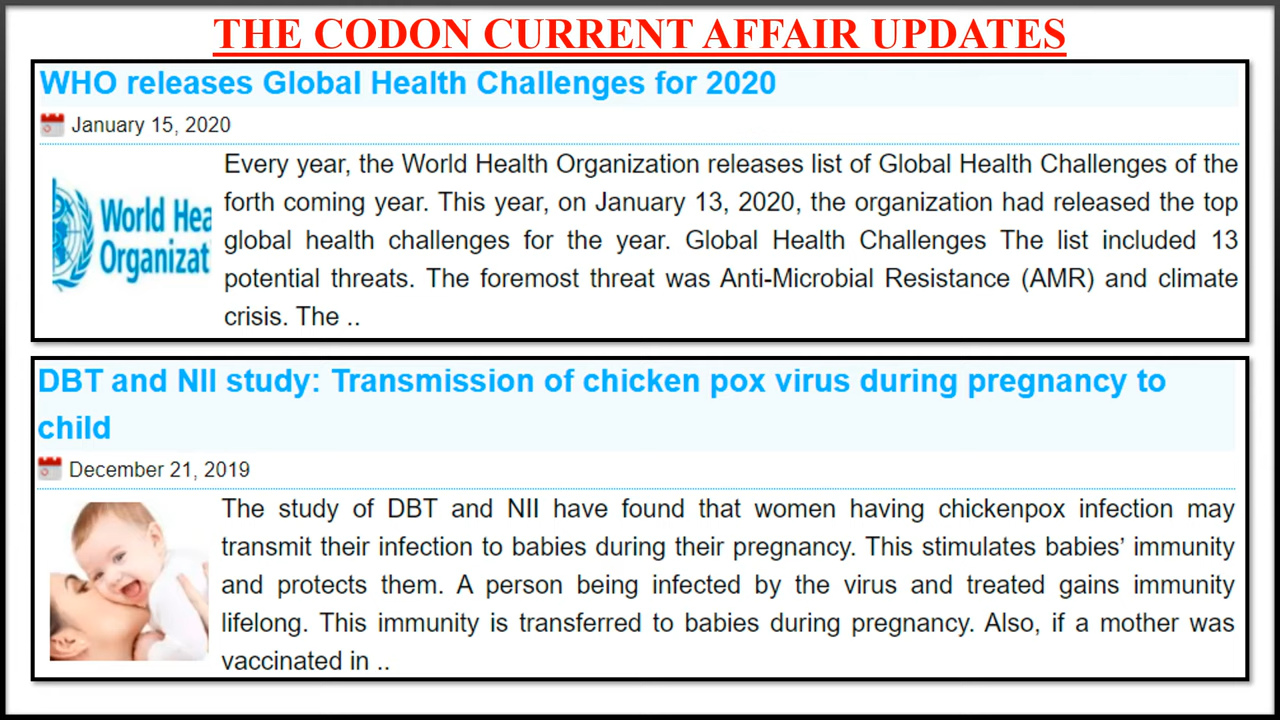 THE CODON CURRENT AFFAIR UPDATES
WHO releases Global Health Challenges for 2020
January 15, 2020
World Hea
Organizat
Every year, the World Health Organization releases list of Global Health Challenges of the
forth coming year. This year, on January 13, 2020, the organization had released the top
global health challenges for the year. Global Health Challenges The list included 13
potential threats. The foremost threat was Anti-Microbial Resistance (AMR) and climate
crisis. The ..
DBT and NII study: Transmission of chicken pox virus during pregnancy to
child
December 21, 2019
The study of DBT and NII have found that women having chickenpox infection may
transmit their infection to babies during their pregnancy. This stimulates babies’ immunity
and protects them. A person being infected by the virus and treated gains immunity
lifelong. This immunity is transferred to babies during pregnancy. Also, if a mother was
vaccinated in ..